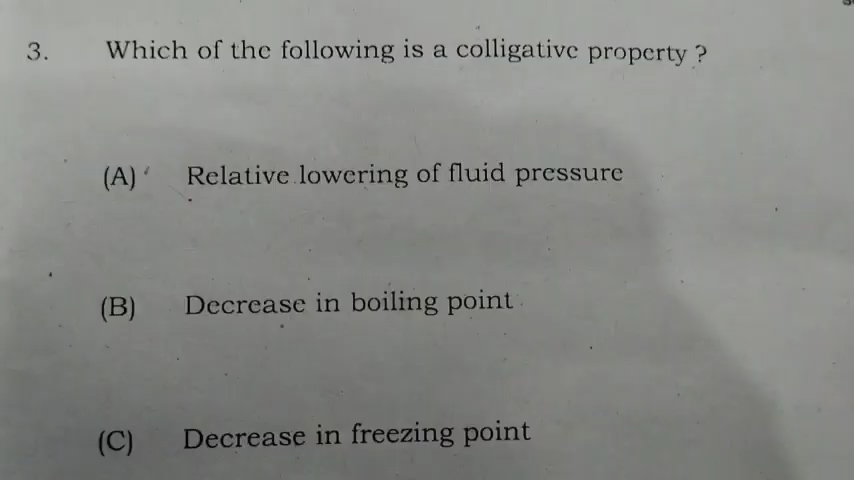 3. Which of the following is a colligative property ?
(A) Relative lowering of fluid pressure
(B) Decrease in boiling point
(C) Decrease in freezing point